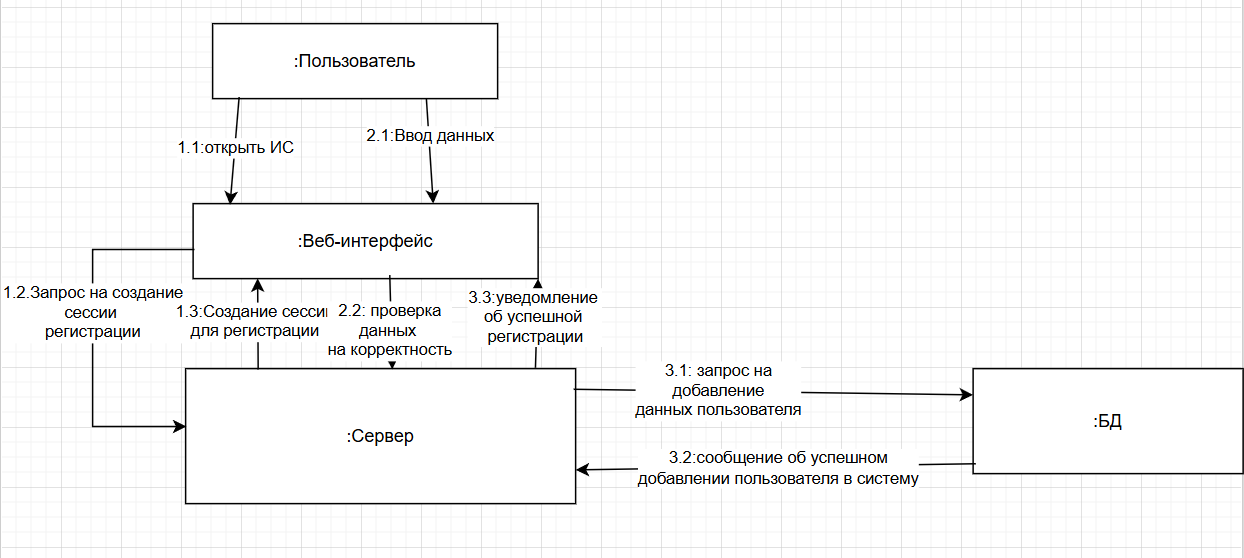 :Пользователь
1.1:открыть ИС
2.1:Ввод данных
:Веб-интерфейс
1.2.Запрос на создание
сессии
регистрации
1.3:Создание сесси
для регистрации
2.2: проверка
данных
на корректность
3.3:уведомление
об успешной
регистрации
:Сервер
3.1: запрос на
добавление
данных пользователя
3.2:сообщение об успешном
добавлении пользователя в систему
:БД